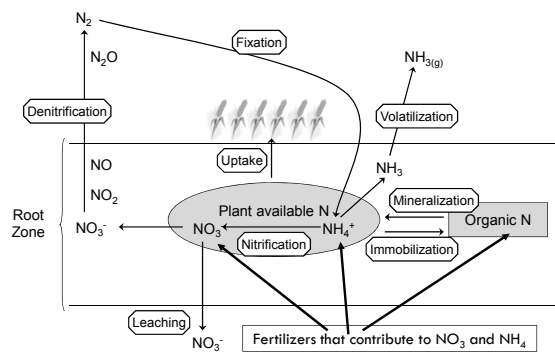 N₂
Fixation
N₂O
NH₃(g)
Denitrification
Volatilization
NO
Uptake
NH₃
NO₂
Mineralization
Root
Zone
Plant available N
Organic N
NO₃⁻
NO₃
NH₄⁺
Nitrification
Immobilization
Leaching
NO₃⁻
Fertilizers that contribute to NO₃ and NH₄